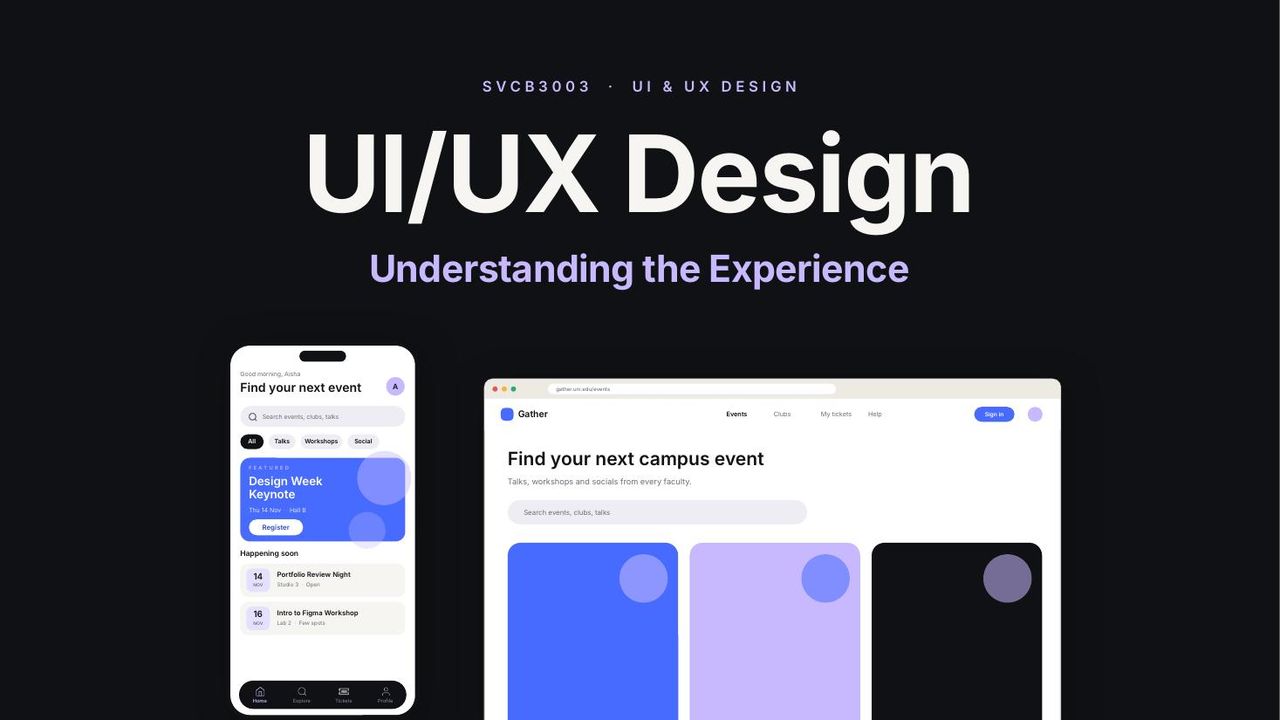 SVCB3003 · UI & UX DESIGN
UI/UX Design
Understanding the Experience
Good morning, Aisha
Find your next event
A
Search events, clubs, talks
All Talks Workshops Social
FEATURED
Design Week
Keynote
Thu 14 Nov · Hall B
Register
Happening soon
14 NOV
Portfolio Review Night
Studio 3 · Open
16 NOV
Intro to Figma Workshop
Lab 2 · Few spots
Home Explore Tickets Profile
gather.um.edu/events
Gather
Events Clubs My tickets Help
Sign in
Find your next campus event
Talks, workshops and socials from every faculty.
Search events, clubs, talks